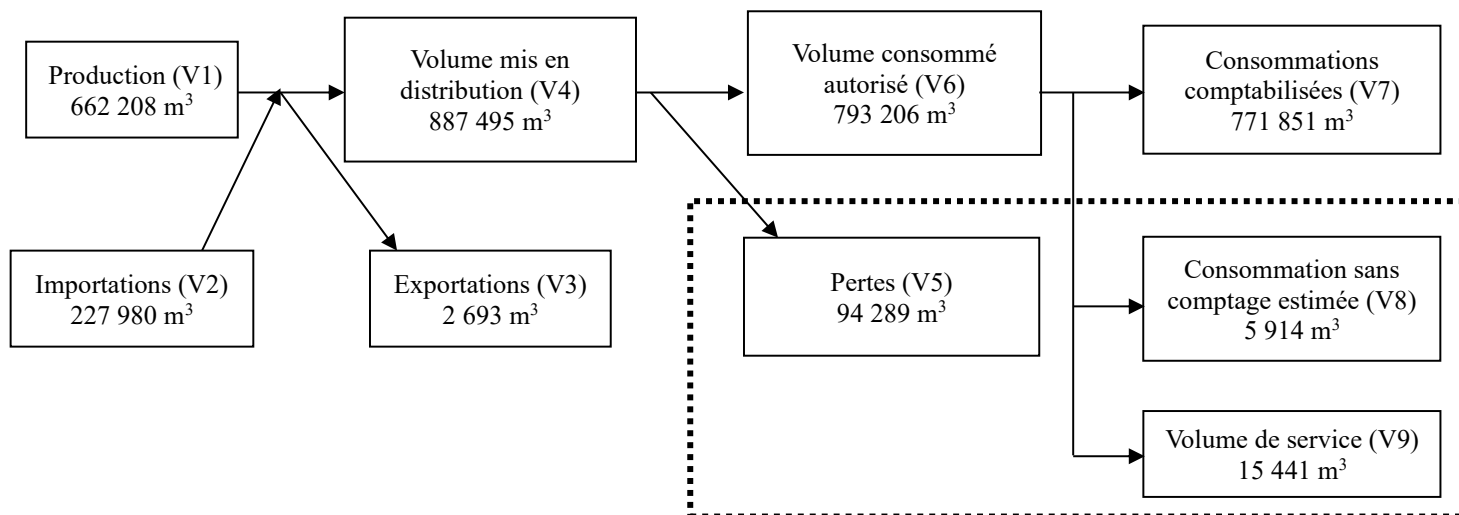 Production (V1)
662 208 m³
Volume mis en
distribution (V4)
887 495 m³
Volume consommé
autorisé (V6)
793 206 m³
Consommations
comptabilisées (V7)
771 851 m³
Importations (V2)
227 980 m³
Exportations (V3)
2 693 m³
Pertes (V5)
94 289 m³
Consommation sans
comptage estimée (V8)
5 914 m³
Volume de service (V9)
15 441 m³